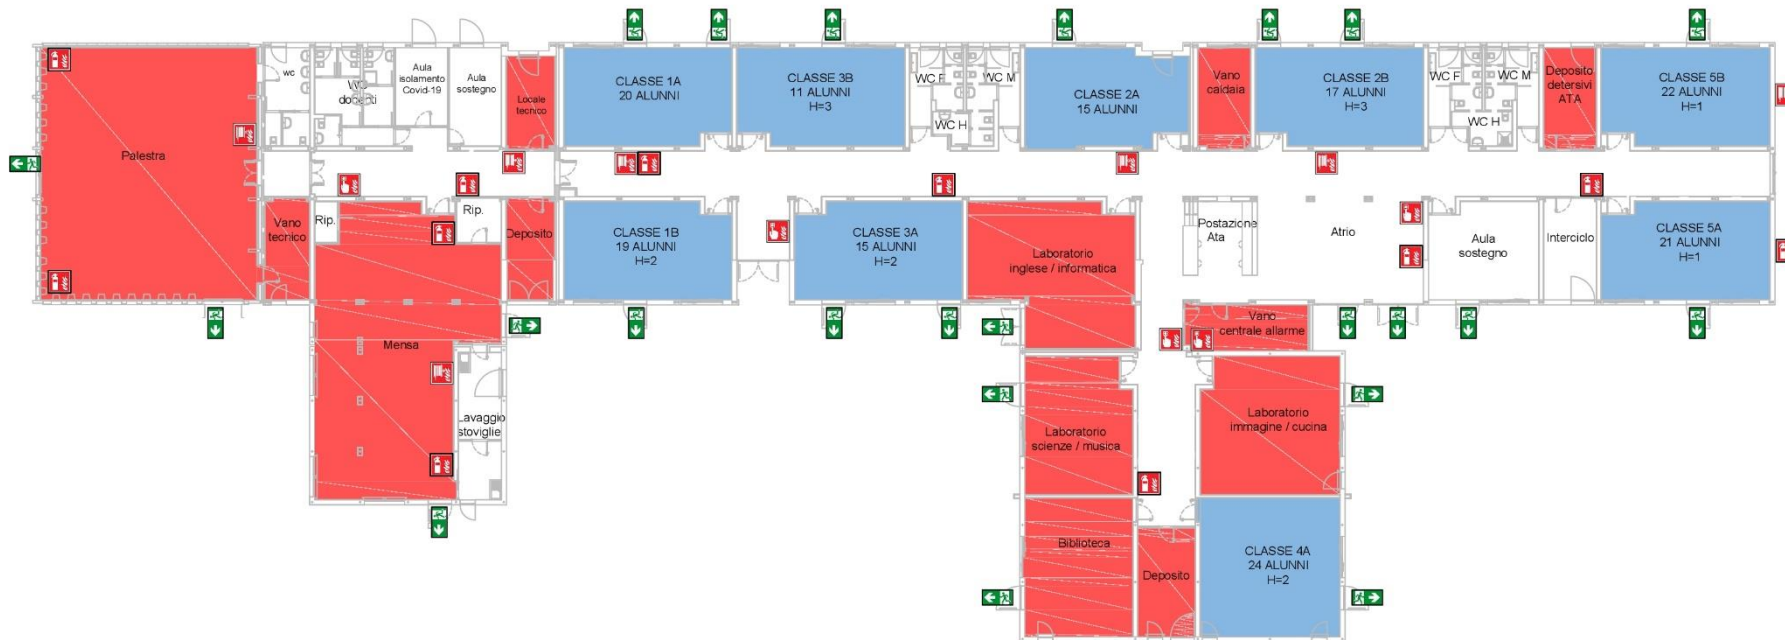 Palestra
wc
WC
docenti
Aula
isolamento
Covid-19
Aula
sostegno
Locale
tecnico
CLASSE 1A
20 ALUNNI
CLASSE 3B
11 ALUNNI
H=3
WC F
WC M
WC H
CLASSE 2A
15 ALUNNI
Vano
caldaia
CLASSE 2B
17 ALUNNI
H=3
WC F
WC M
WC H
Deposito
detersivi
ATA
CLASSE 5B
22 ALUNNI
H=1
Vano
tecnico
Rip.
Rip.
Deposito
CLASSE 1B
19 ALUNNI
H=2
CLASSE 3A
15 ALUNNI
H=2
Laboratorio
inglese / informatica
Postazione
Ata
Atrio
Aula
sostegno
Interciclo
CLASSE 5A
21 ALUNNI
H=1
Mensa
Lavaggio
stoviglie
Vano
centrale allarme
Laboratorio
scienze / musica
Laboratorio
immagine / cucina
Biblioteca
Deposito
CLASSE 4A
24 ALUNNI
H=2